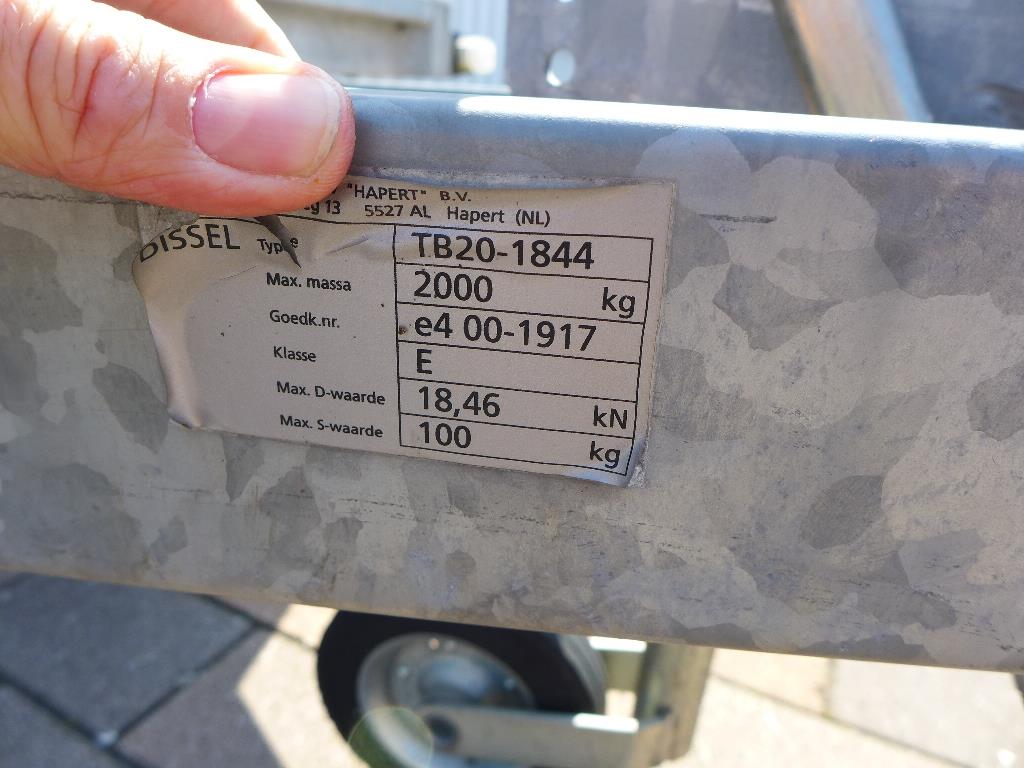 "HAPERT" B.V.
13 5527 AL Hapert (NL)
DISSEL Type TB20-1844
Max. massa 2000 kg
Goedk.nr. e4 00-1917
Klasse E
Max. D-waarde 18,46 kN
Max. S-waarde 100 kg